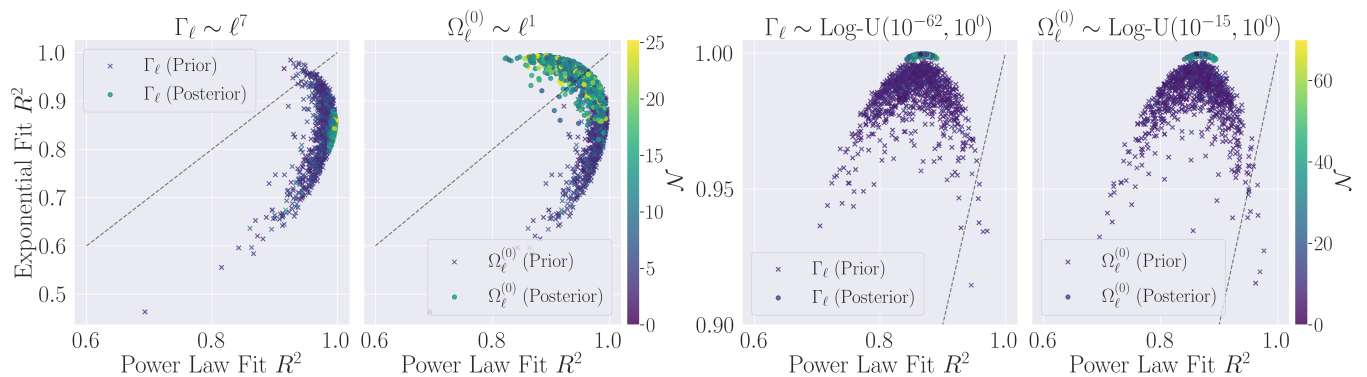 Γ_ℓ ∼ ℓ^7
Ω_ℓ^(0) ∼ ℓ^1
Γ_ℓ ∼ Log-U(10^−62, 10^0)
Ω_ℓ^(0) ∼ Log-U(10^−15, 10^0)
Exponential Fit R^2
1.0
0.9
0.8
0.7
0.6
0.5
Γ_ℓ (Prior)
Γ_ℓ (Posterior)
0.6
0.8
1.0
Power Law Fit R^2
Ω_ℓ^(0) (Prior)
Ω_ℓ^(0) (Posterior)
0.6
0.8
1.0
Power Law Fit R^2
25
20
15
10
5
0
𝒩
1.00
0.95
0.90
Γ_ℓ (Prior)
Γ_ℓ (Posterior)
0.6
0.8
1.0
Power Law Fit R^2
Ω_ℓ^(0) (Prior)
Ω_ℓ^(0) (Posterior)
0.6
0.8
1.0
Power Law Fit R^2
60
40
20
0
𝒩